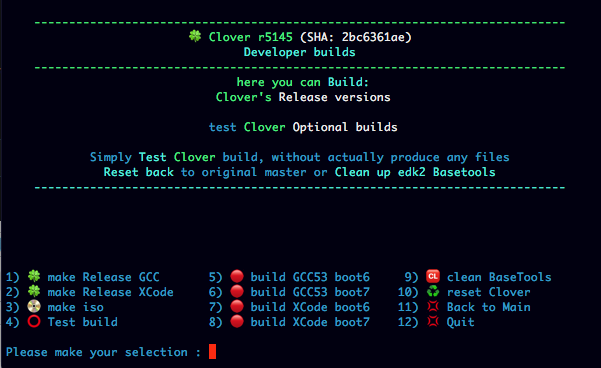 🍀 Clover r5145 (SHA: 2bc6361ae)
Developer builds
here you can Build:
Clover's Release versions
test Clover Optional builds
Simply Test Clover build, without actually produce any files
Reset back to original master or Clean up edk2 Basetools
1) 🍀 make Release GCC 5) 🔴 build GCC53 boot6 9) 🆑 clean BaseTools
2) 🍀 make Release XCode 6) 🔴 build GCC53 boot7 10) ♻️ reset Clover
3) 📀 make iso 7) 🔴 build XCode boot6 11) 💢 Back to Main
4) ⭕ Test build 8) 🔴 build XCode boot7 12) 💢 Quit
Please make your selection :